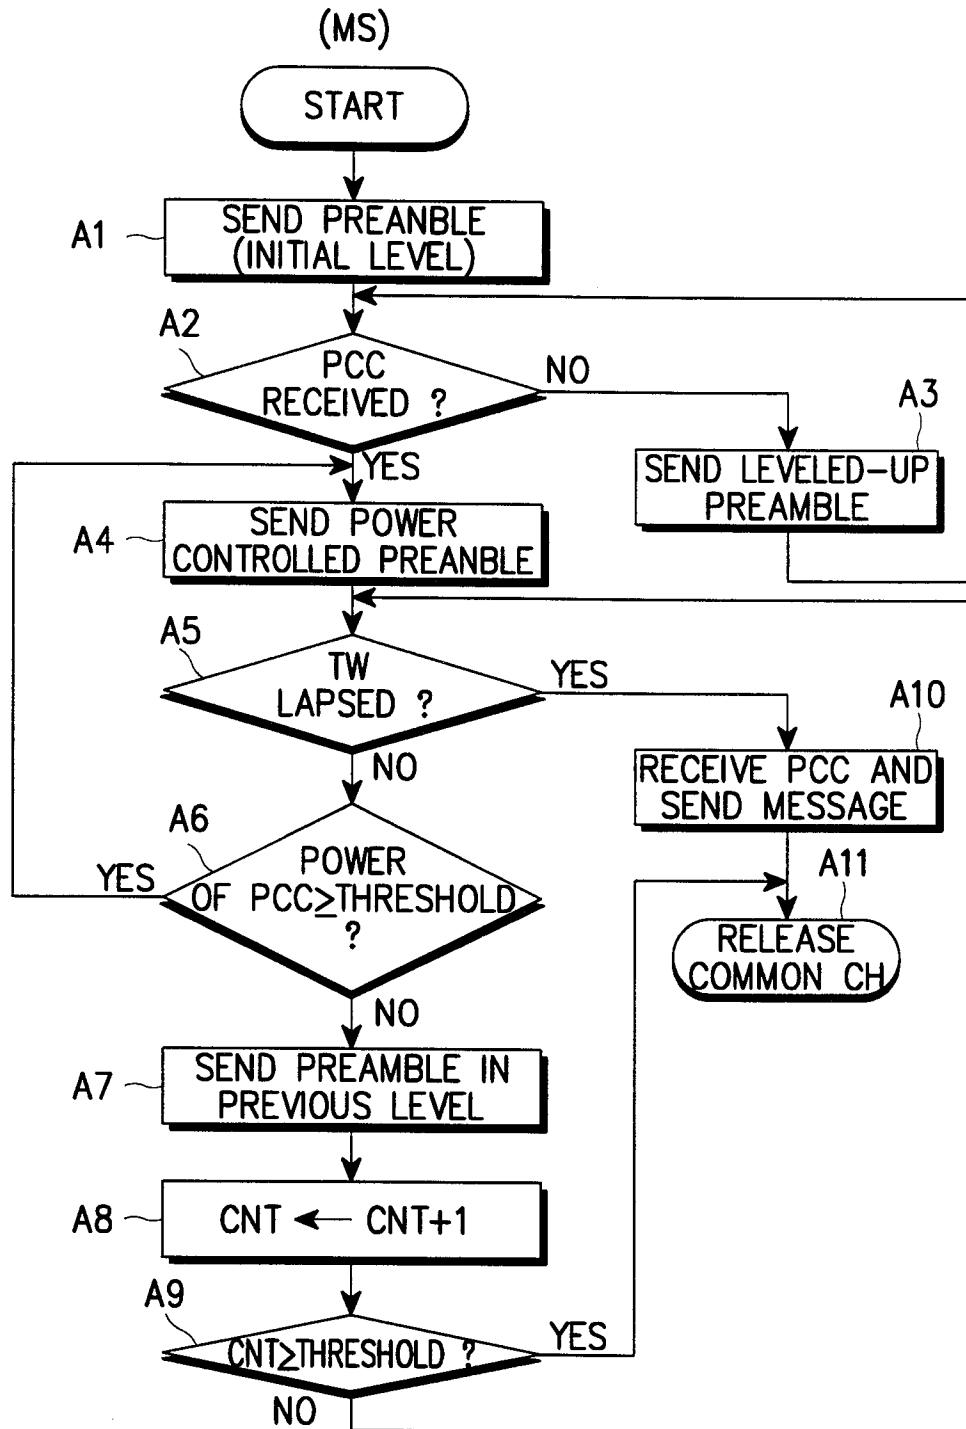 (MS)
START
A1
SEND PREANBLE
(INITIAL LEVEL)
A2
PCC
RECEIVED ?
NO
A3
SEND LEVELED-UP
PREAMBLE
YES
A4
SEND POWER
CONTROLLED PREANBLE
A5
TW
LAPSED ?
YES
A10
RECEIVE PCC AND
SEND MESSAGE
NO
A6
POWER
OF PCC≥THRESHOLD
?
YES
A11
RELEASE
COMMON CH
NO
A7
SEND PREAMBLE IN
PREVIOUS LEVEL
A8
CNT ← CNT+1
A9
CNT≥THRESHOLD ?
YES
NO